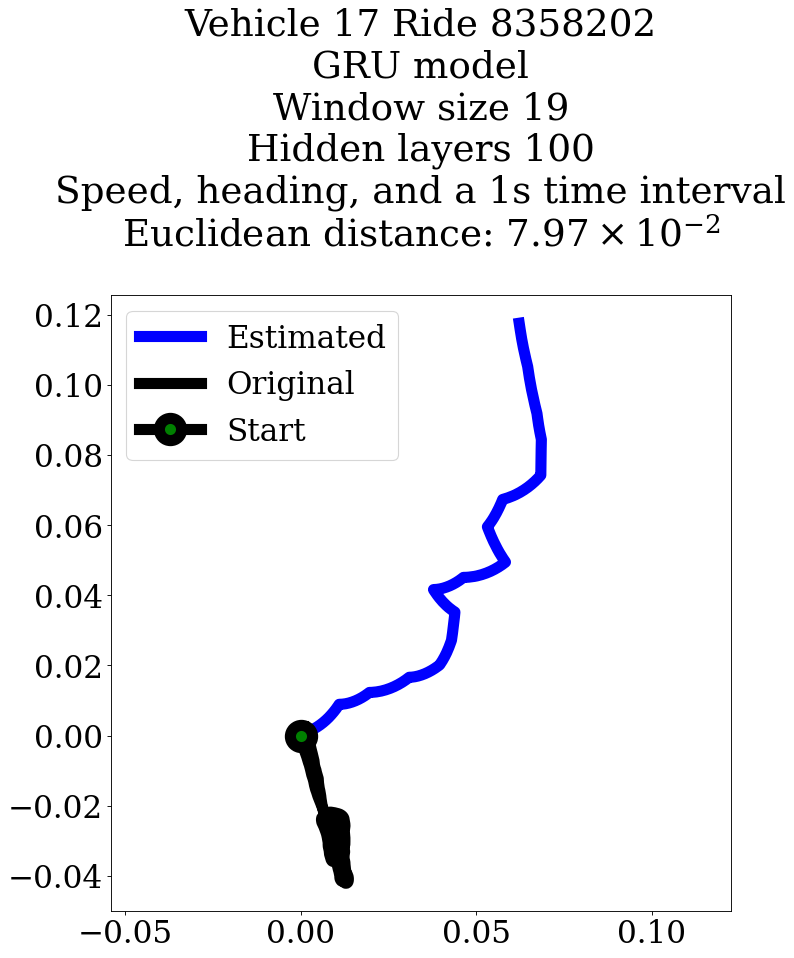 Vehicle 17 Ride 8358202
GRU model
Window size 19
Hidden layers 100
Speed, heading, and a 1s time interval
Euclidean distance: 7.97 × 10⁻²
Estimated
Original
Start
0.12
0.10
0.08
0.06
0.04
0.02
0.00
−0.02
−0.04
−0.05 0.00 0.05 0.10